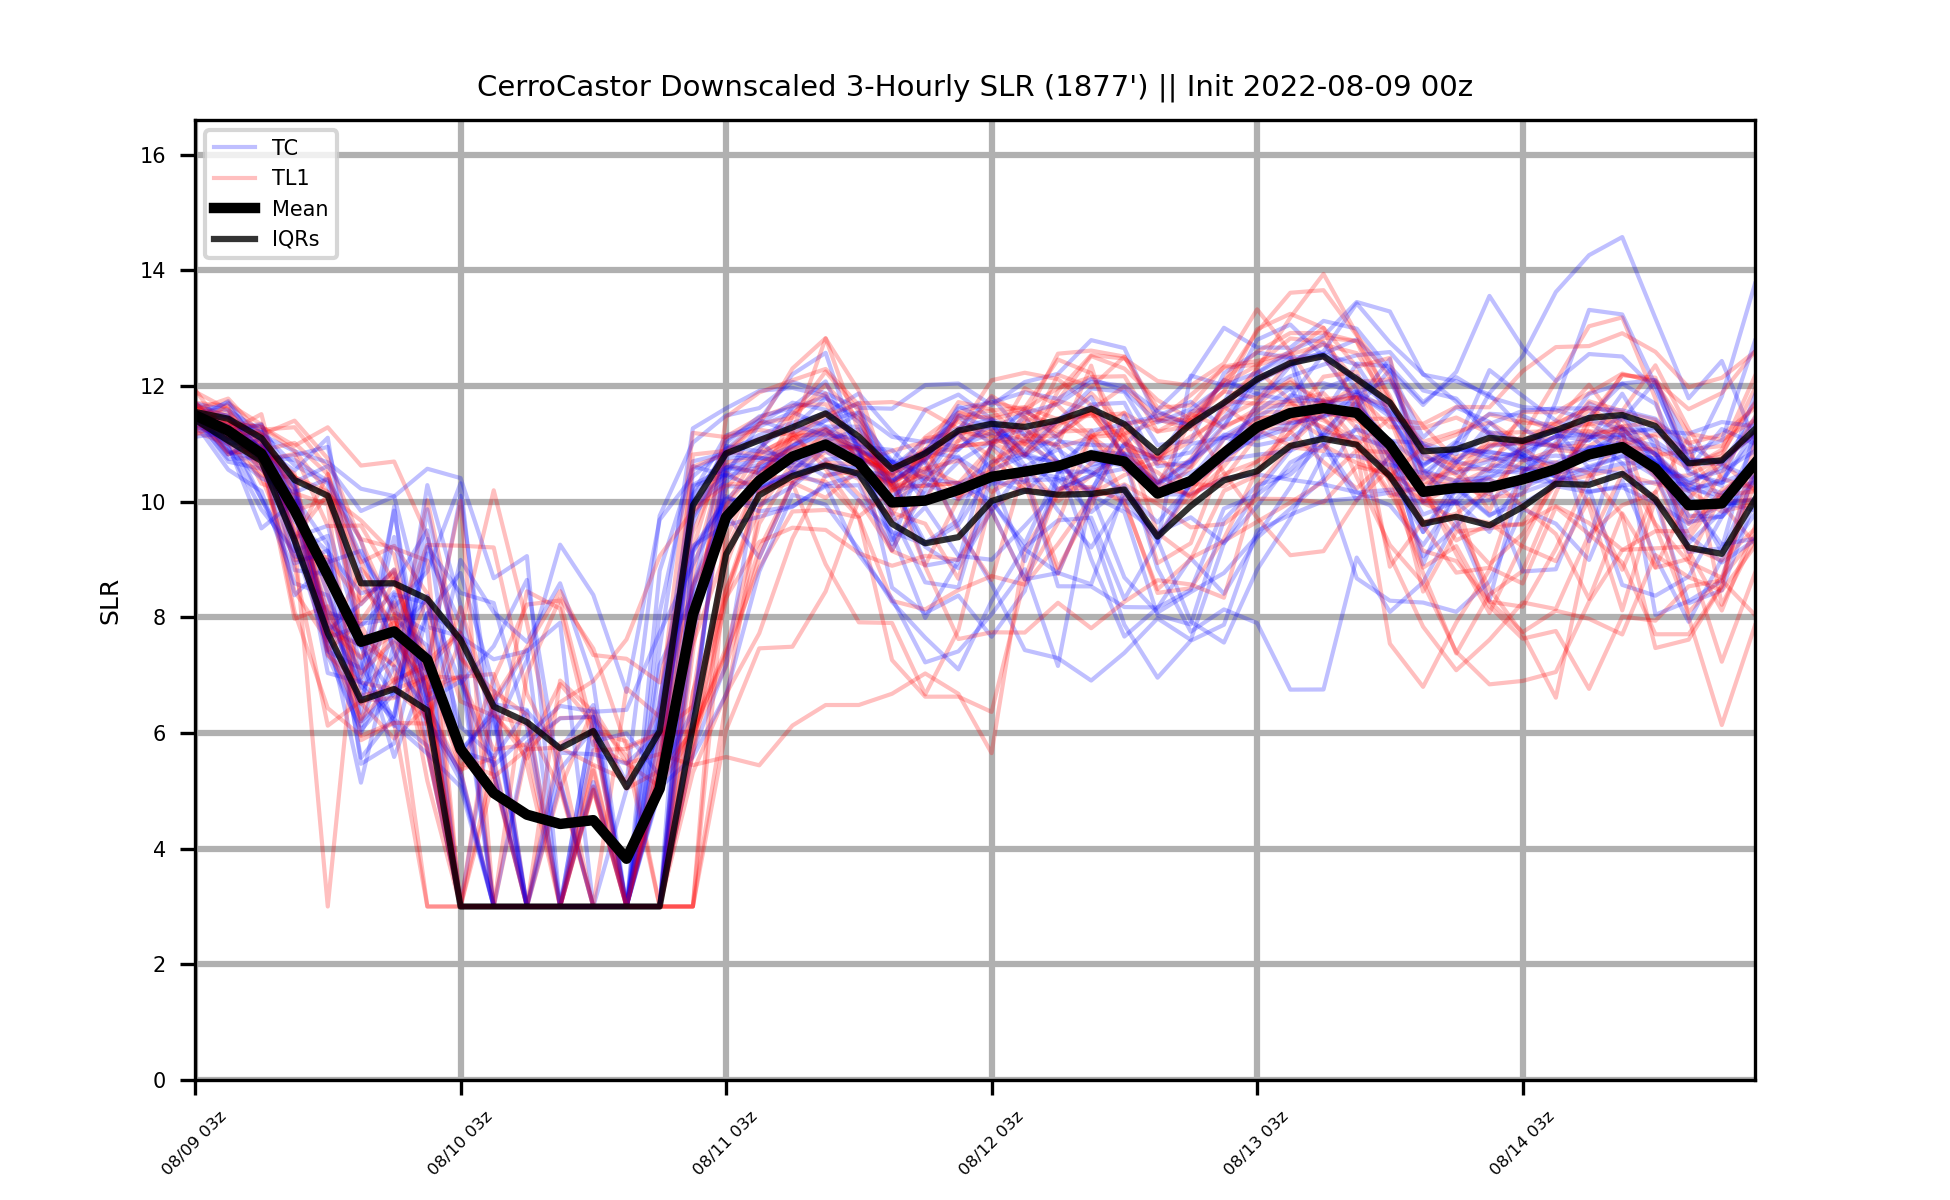 CerroCastor Downscaled 3-Hourly SLR (1877') || Init 2022-08-09 00z
TC
TL1
Mean
IQRs
SLR
16
14
12
10
8
6
4
2
0
08/09 03z
08/10 03z
08/11 03z
08/12 03z
08/13 03z
08/14 03z